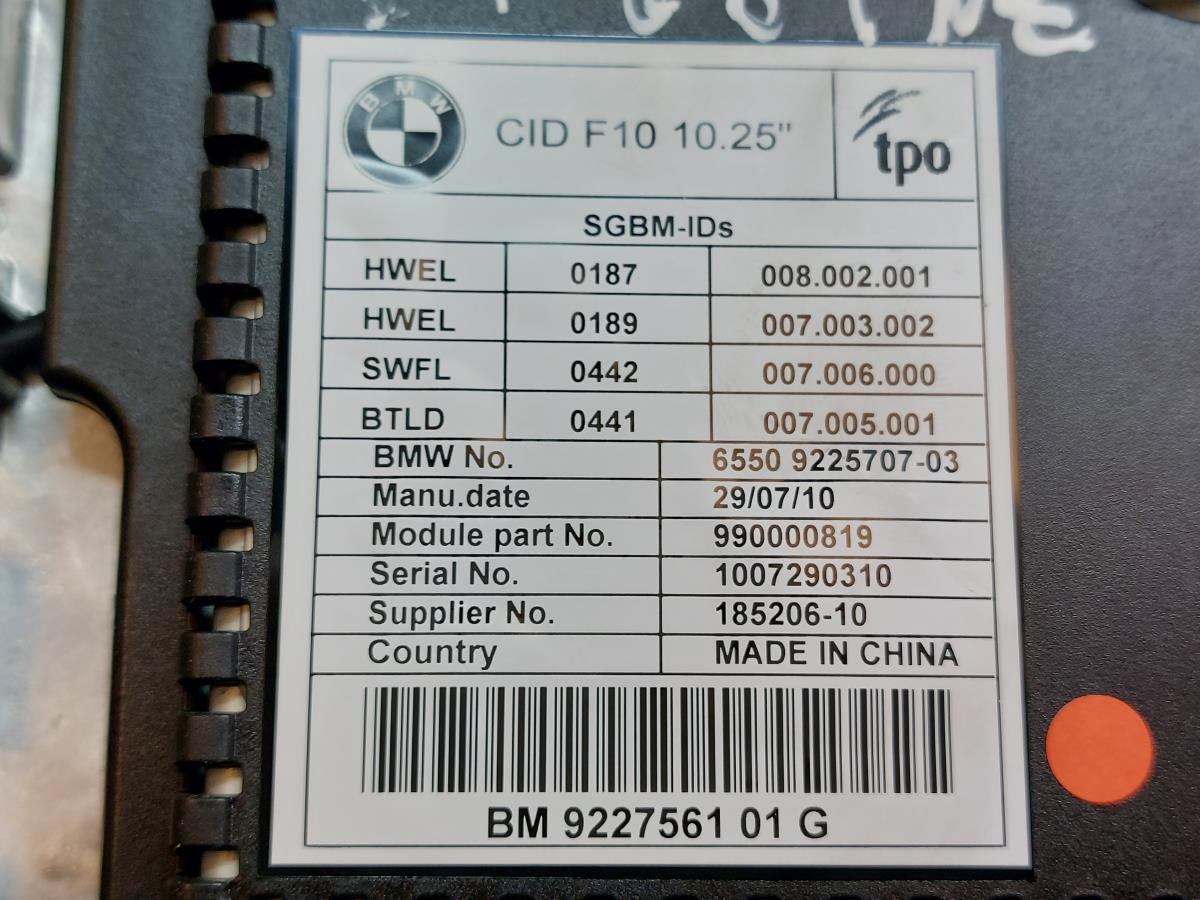 BMW
CID F10 10.25"
tpo
SGBM-IDs
HWEL 0187 008.002.001
HWEL 0189 007.003.002
SWFL 0442 007.006.000
BTLD 0441 007.005.001
BMW No. 6550 9225707-03
Manu.date 29/07/10
Module part No. 990000819
Serial No. 1007290310
Supplier No. 185206-10
Country MADE IN CHINA
BM 9227561 01 G